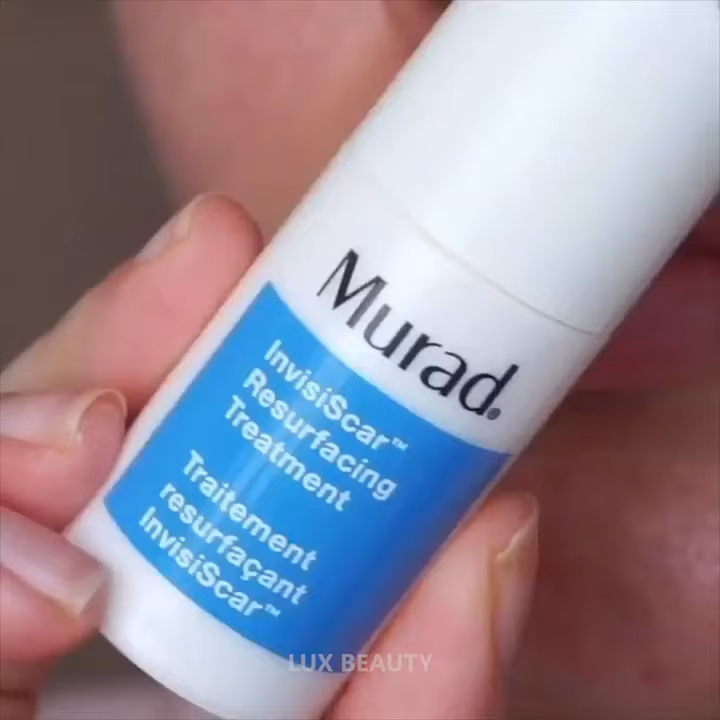 Murad.
InvisiScar™
Resurfacing
Treatment
Traitement
resurfaçant
InvisiScar™
LUX BEAUTY